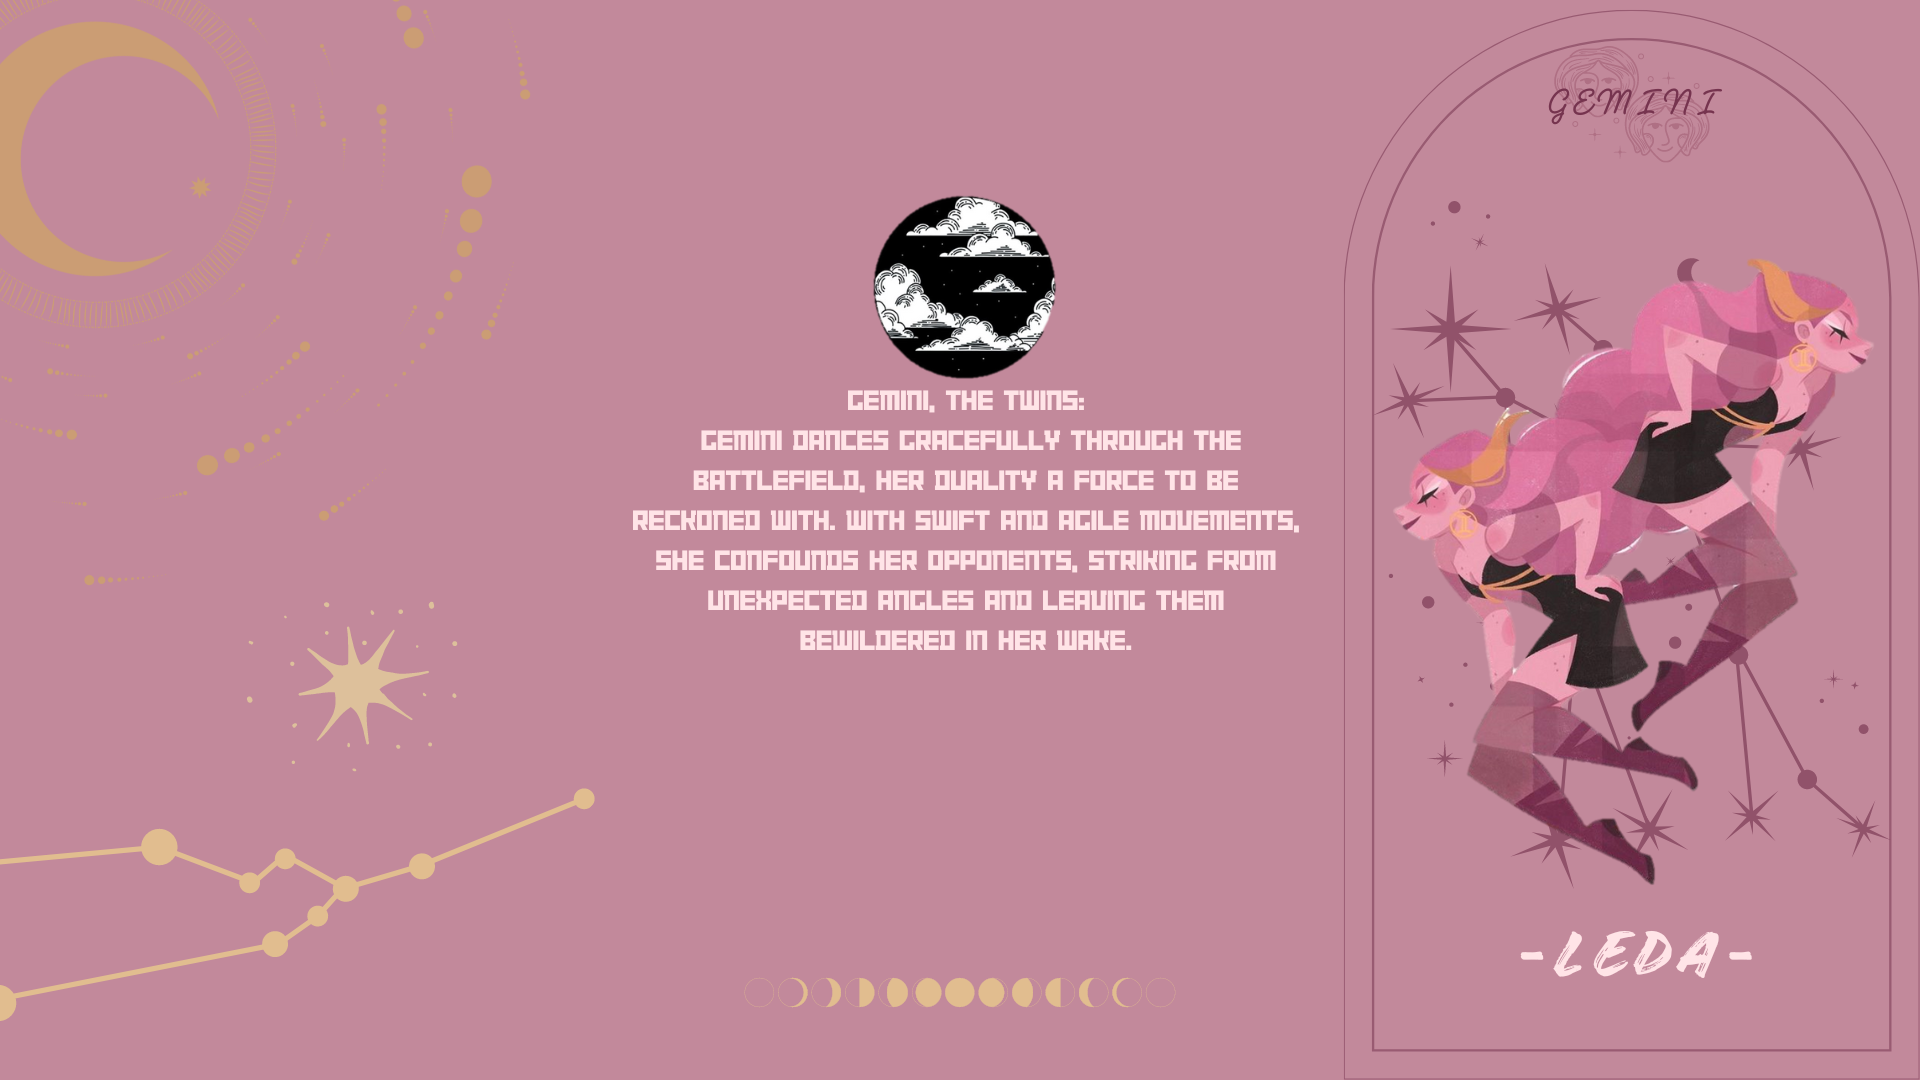 GEMINI, THE TWINS:
GEMINI DANCES GRACEFULLY THROUGH THE
BATTLEFIELD, HER DUALITY A FORCE TO BE
RECKONED WITH. WITH SWIFT AND AGILE MOVEMENTS,
SHE CONFOUNDS HER OPPONENTS, STRIKING FROM
UNEXPECTED ANGLES AND LEAVING THEM
BEWILDERED IN HER WAKE.
GEMINI
-LEDA-